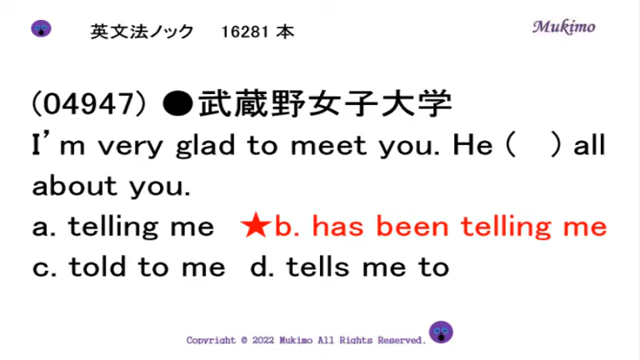 英文法ノック 16281 本 Mukimo
(04947) ●武蔵野女子大学
I'm very glad to meet you. He ( ) all
about you.
a. telling me ★b. has been telling me
c. told to me d. tells me to
Copyright © 2022 Mukimo All Rights Reserved.